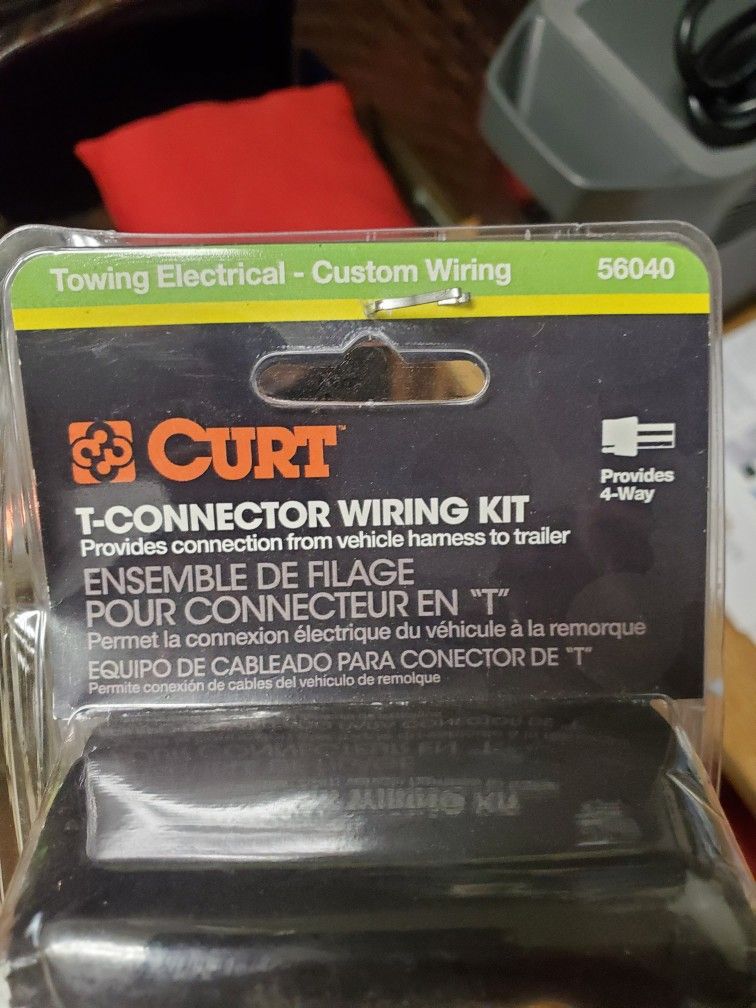 Towing Electrical - Custom Wiring 56040
CURT™
Provides
4-Way
T-CONNECTOR WIRING KIT
Provides connection from vehicle harness to trailer
ENSEMBLE DE FILAGE
POUR CONNECTEUR EN "T"
Permet la connexion électrique du véhicule à la remorque
EQUIPO DE CABLEADO PARA CONECTOR DE "T"
Permite conexión de cables del vehiculo de remolque